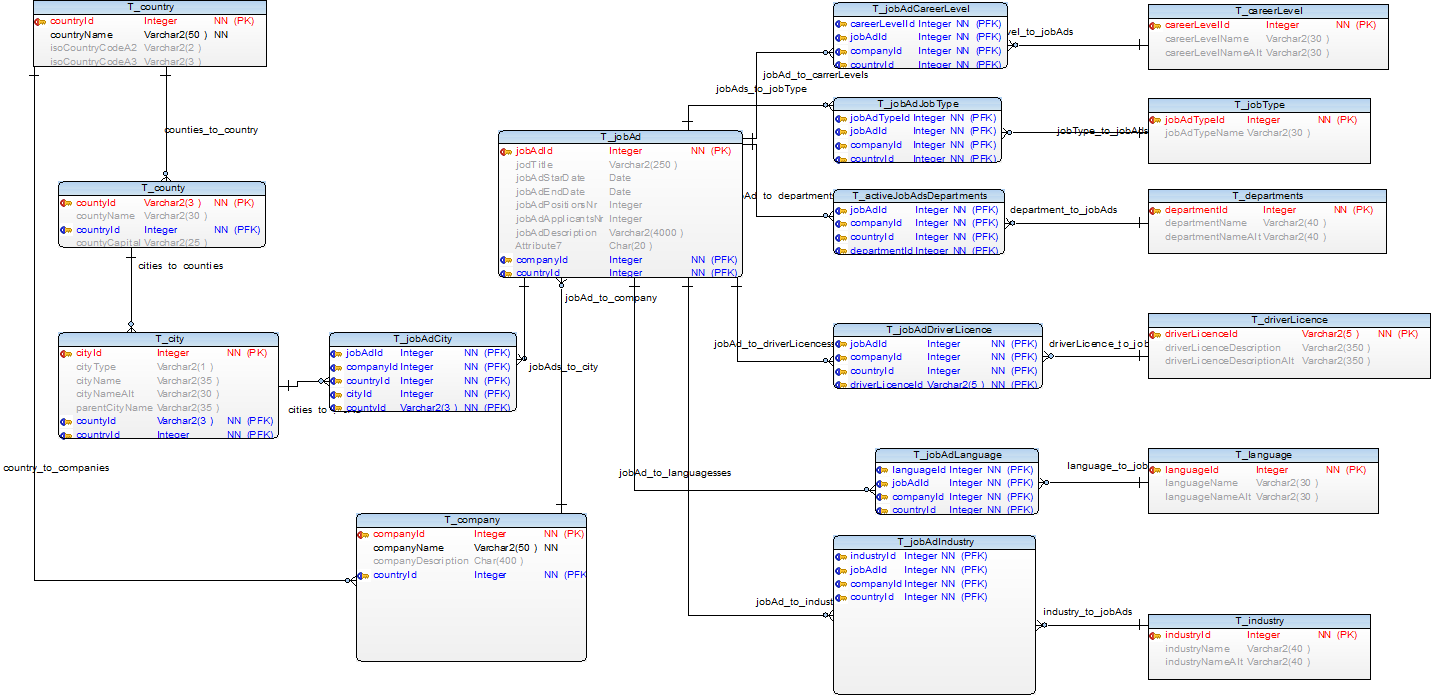 T_country
countryId Integer NN (PK)
countryName Varchar2(50 ) NN
isoCountryCodeA2 Varchar2(2 )
isoCountryCodeA3 Varchar2(3 )
counties_to_country
T_county
countyId Varchar2(3 ) NN (PK)
countyName Varchar2(30 )
countryId Integer NN (PFK)
countyCapital Varchar2(25 )
cities_to_counties
T_city
cityId Integer NN (PK)
cityType Varchar2(1 )
cityName Varchar2(35 )
cityNameAlt Varchar2(30 )
parentCityName Varchar2(35 )
countyId Varchar2(3 ) NN (PFK)
countryId Integer NN (PFK)
cities_to
country_to_companies
T_jobAdCity
jobAdId Integer NN (PFK)
companyId Integer NN (PFK)
countryId Integer NN (PFK)
cityId Integer NN (PFK)
countyId Varchar2(3 ) NN (PFK)
jobAds_to_city
T_company
companyId Integer NN (PK)
companyName Varchar2(50 ) NN
companyDescription Char(400 )
countryId Integer NN (PFK
T_jobAd
jobAdId Integer NN (PK)
jodTitle Varchar2(250 )
jobAdStarDate Date
jobAdEndDate Date
jobAdPositionsNr Integer
jobAdApplicantsNr Integer
jobAdDescription Varchar2(4000 )
Attribute7 Char(20 )
companyId Integer NN (PFK)
countryId Integer NN (PFK)
jobAd_to_company
jobAd_to_carrerLevels
jobAds_to_jobType
Ad_to_departments
jobAd_to_driverLicencess
jobAd_to_languagesses
jobAd_to_indust
T_jobAdCareerLevel
careerLevelId Integer NN (PFK)
jobAdId Integer NN (PFK)
companyId Integer NN (PFK)
countryId Integer NN (PFK)
vel_to_jobAds
T_careerLevel
careerLevelId Integer NN (PK)
careerLevelName Varchar2(30 )
careerLevelNameAlt Varchar2(30 )
T_jobAdJobType
jobAdTypeId Integer NN (PFK)
jobAdId Integer NN (PFK)
companyId Integer NN (PFK)
countryId Integer NN (PFK)
jobType_to_jobAds
T_jobType
jobAdTypeId Integer NN (PK)
jobAdTypeName Varchar2(30 )
T_activeJobAdsDepartments
jobAdId Integer NN (PFK)
companyId Integer NN (PFK)
countryId Integer NN (PFK)
departmentId Integer NN (PFK)
department_to_jobAds
T_departments
departmentId Integer NN (PK)
departmentName Varchar2(40 )
departmentNameAlt Varchar2(40 )
T_jobAdDriverLicence
jobAdId Integer NN (PFK)
companyId Integer NN (PFK)
countryId Integer NN (PFK)
driverLicenceId Varchar2(5 ) NN (PFK)
driverLicence_to_job
T_driverLicence
driverLicenceId Varchar2(5 ) NN (PK)
driverLicenceDescription Varchar2(350 )
driverLicenceDescriptionAlt Varchar2(350 )
T_jobAdLanguage
languageId Integer NN (PFK)
jobAdId Integer NN (PFK)
companyId Integer NN (PFK)
countryId Integer NN (PFK)
language_to_job
T_language
languageId Integer NN (PK)
languageName Varchar2(30 )
languageNameAlt Varchar2(30 )
T_jobAdIndustry
industryId Integer NN (PFK)
jobAdId Integer NN (PFK)
companyId Integer NN (PFK)
countryId Integer NN (PFK)
industry_to_jobAds
T_industry
industryId Integer NN (PK)
industryName Varchar2(40 )
industryNameAlt Varchar2(40 )